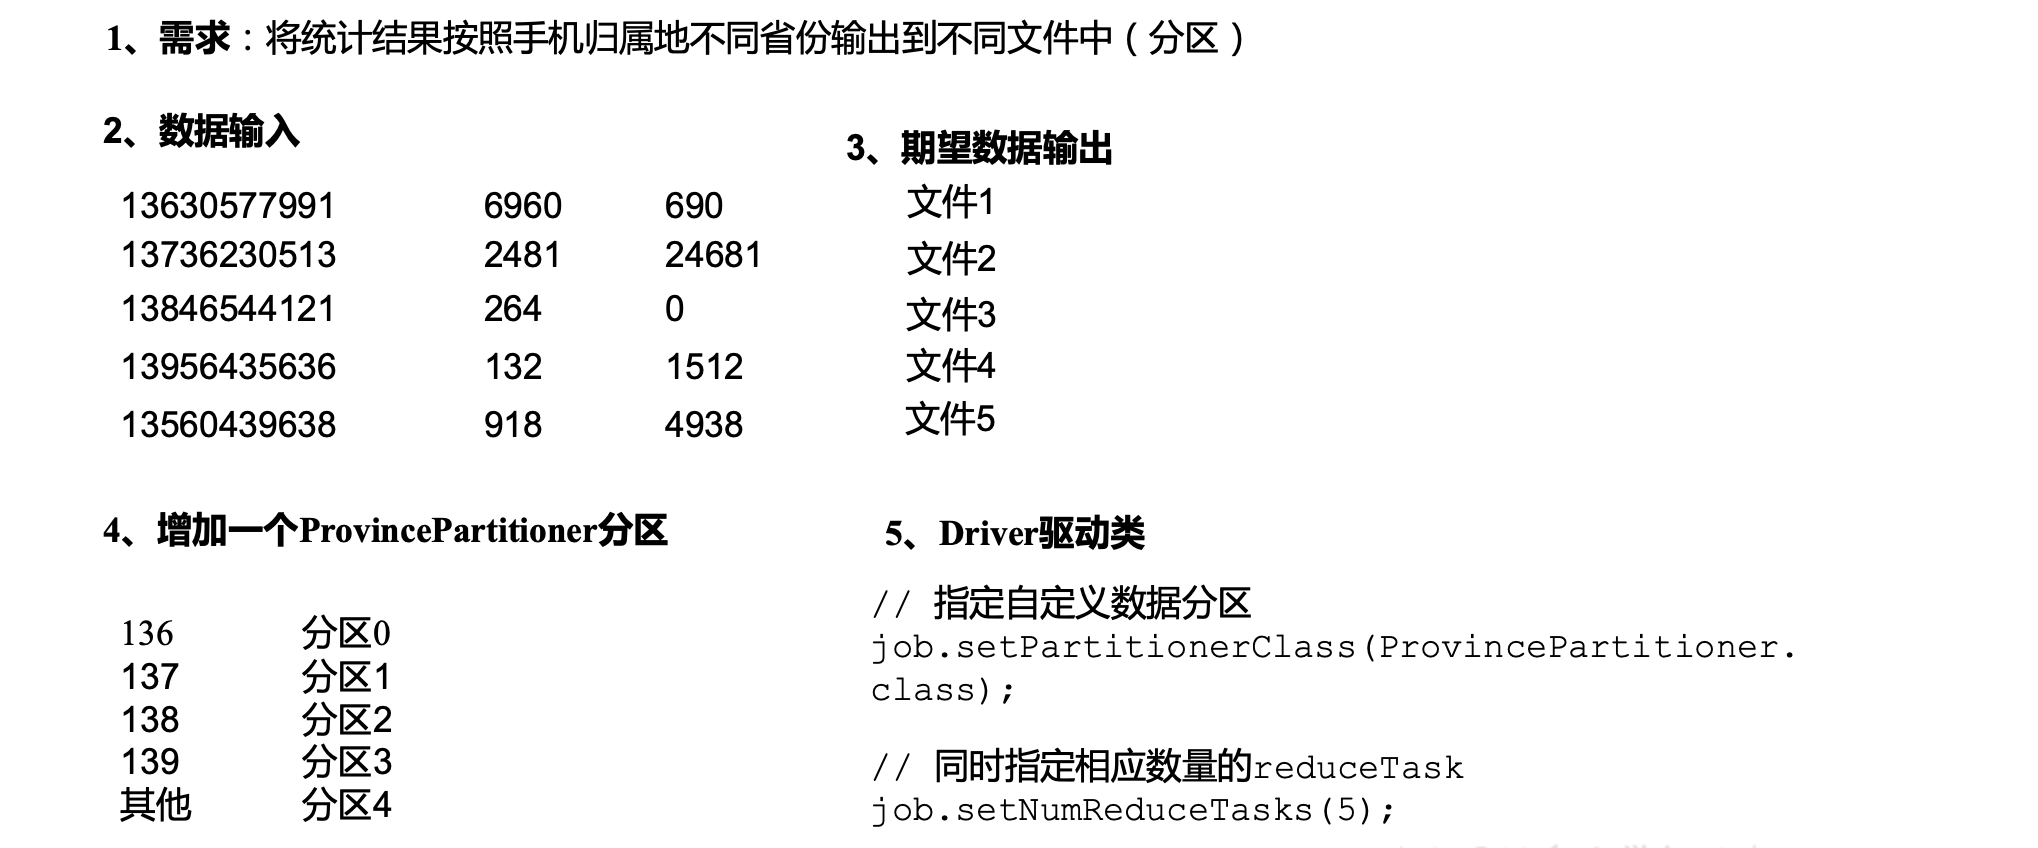 1、需求：将统计结果按照手机归属地不同省份输出到不同文件中（分区）
2、数据输入
13630577991 6960 690
13736230513 2481 24681
13846544121 264 0
13956435636 132 1512
13560439638 918 4938
3、期望数据输出
文件1
文件2
文件3
文件4
文件5
4、增加一个ProvincePartitioner分区
136 分区0
137 分区1
138 分区2
139 分区3
其他 分区4
5、Driver驱动类
// 指定自定义数据分区
job.setPartitionerClass(ProvincePartitioner.
class);
// 同时指定相应数量的reduceTask
job.setNumReduceTasks(5);